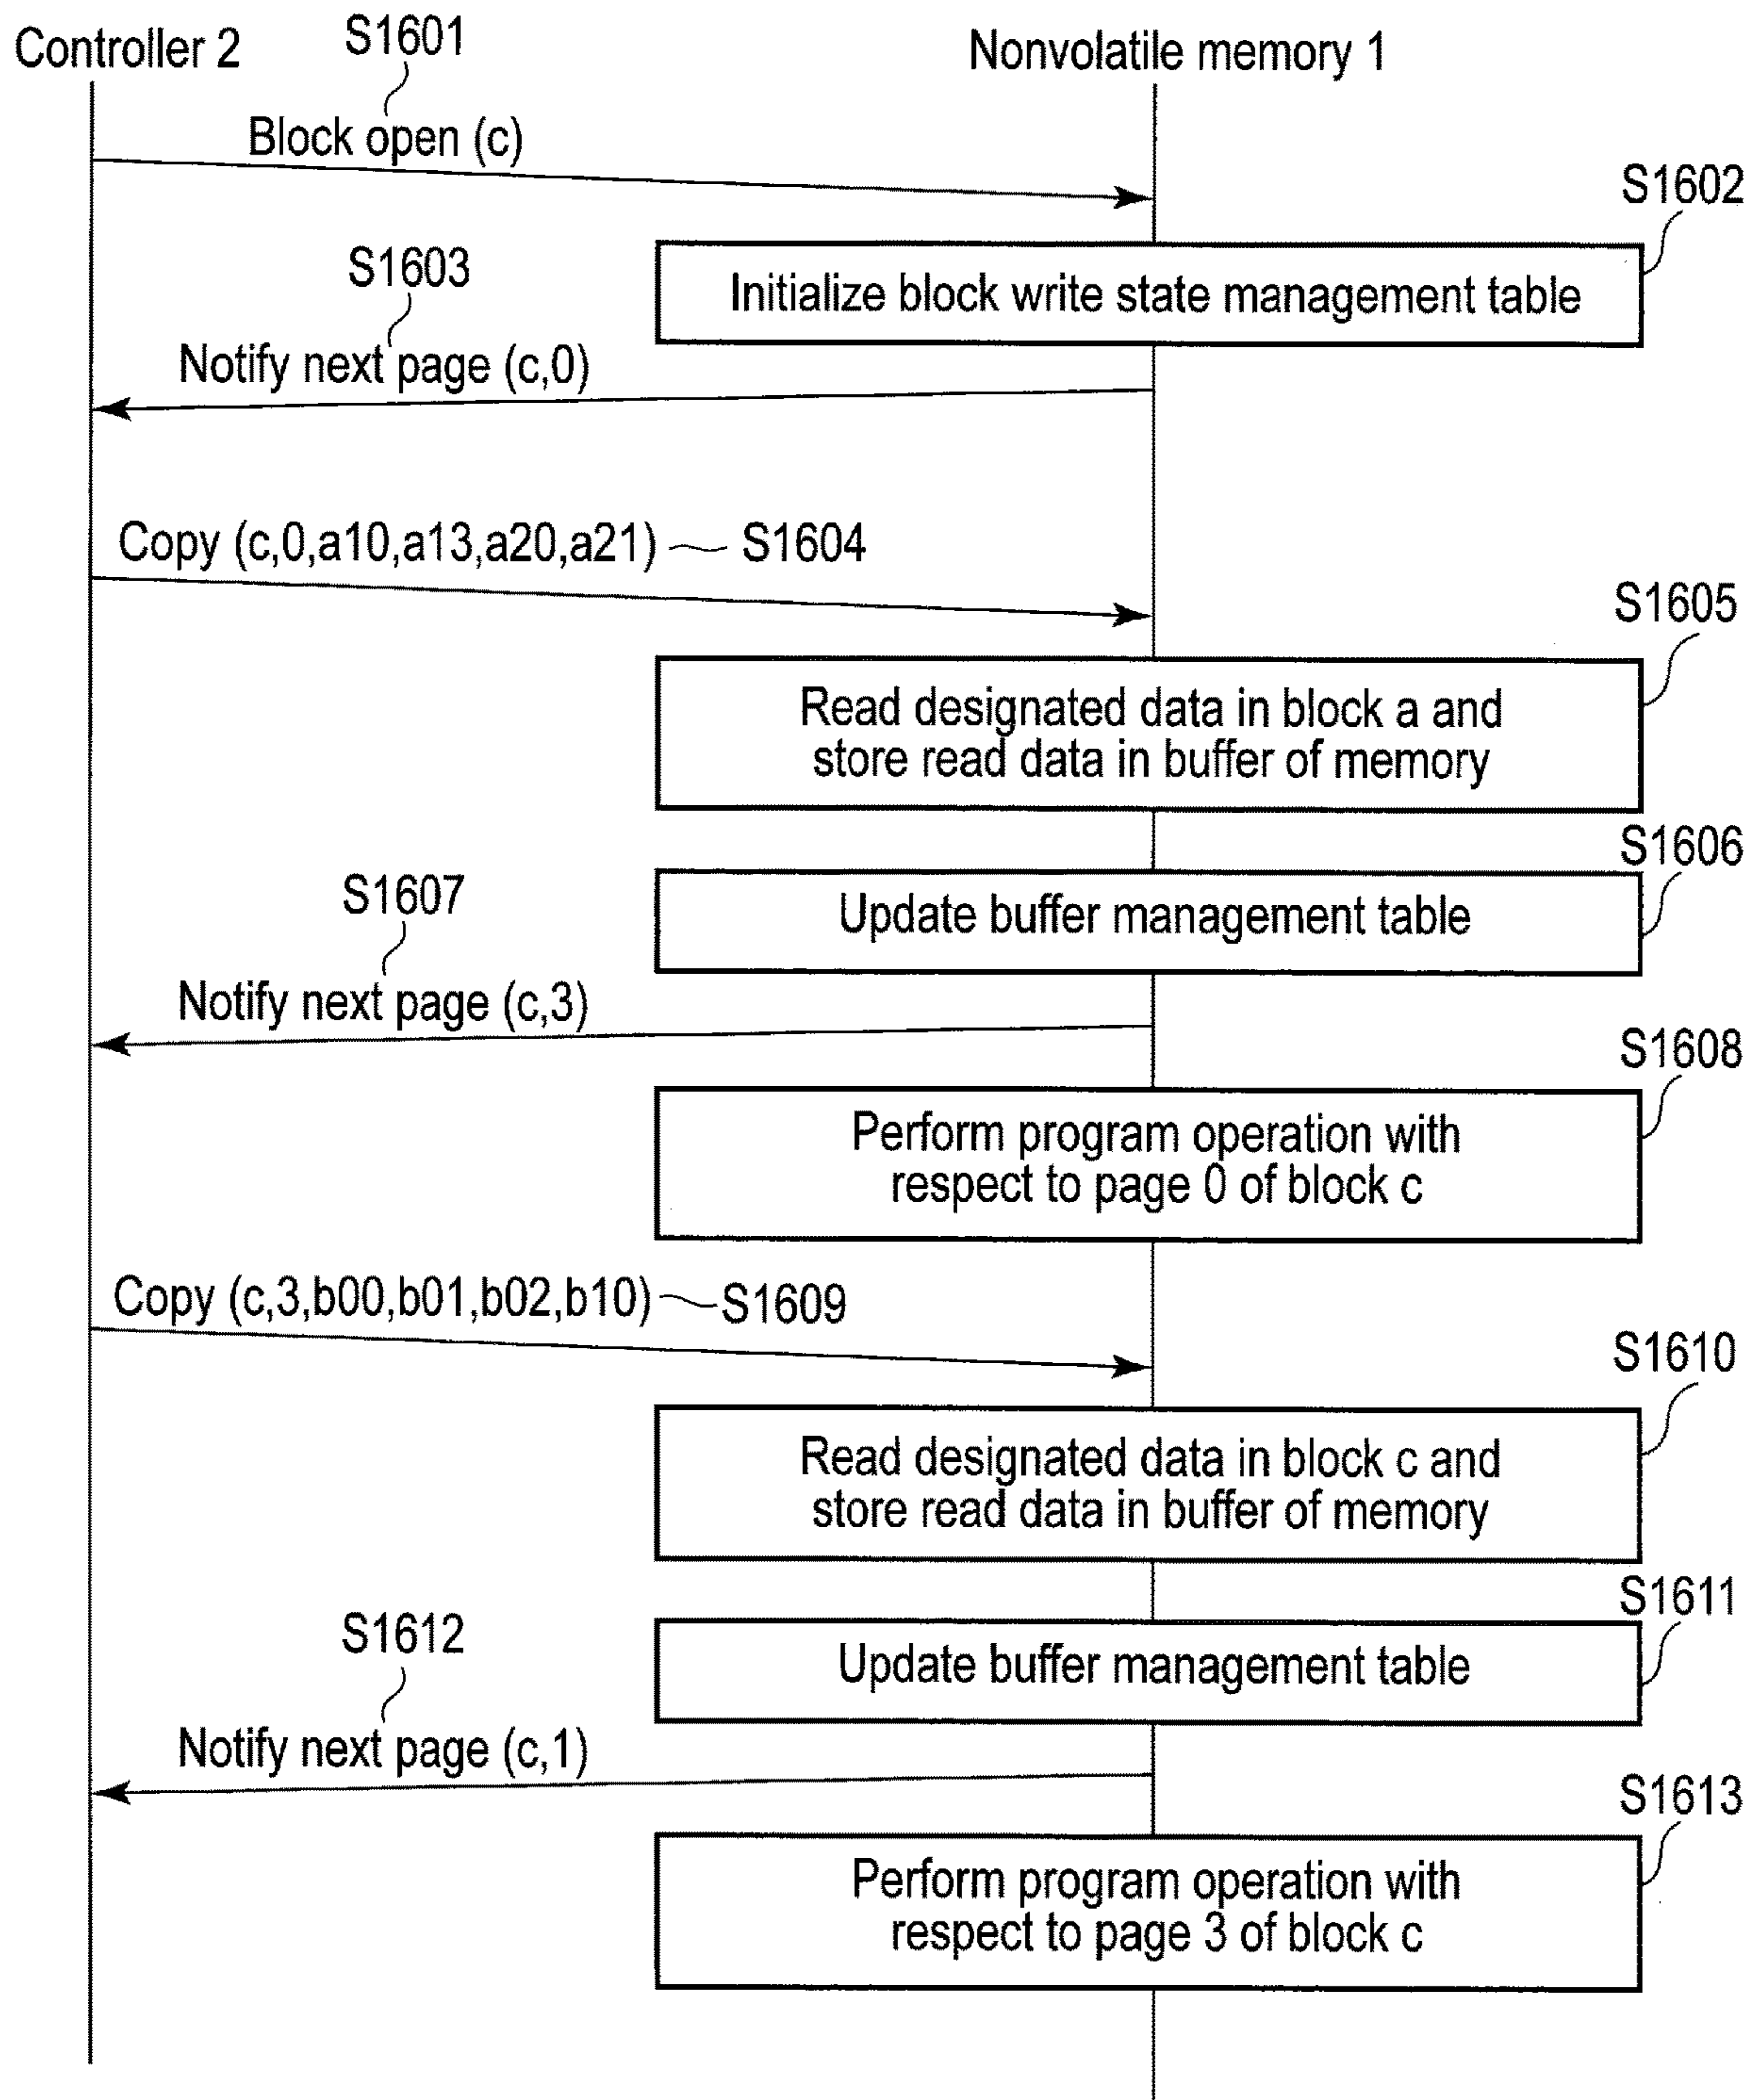 Controller 2
S1601
Nonvolatile memory 1
Block open (c)
S1602
Initialize block write state management table
S1603
Notify next page (c,0)
Copy (c,0,a10,a13,a20,a21)
S1604
S1605
Read designated data in block a and
store read data in buffer of memory
S1606
Update buffer management table
S1607
Notify next page (c,3)
S1608
Perform program operation with
respect to page 0 of block c
Copy (c,3,b00,b01,b02,b10)
S1609
S1610
Read designated data in block c and
store read data in buffer of memory
S1611
Update buffer management table
S1612
Notify next page (c,1)
S1613
Perform program operation with
respect to page 3 of block c